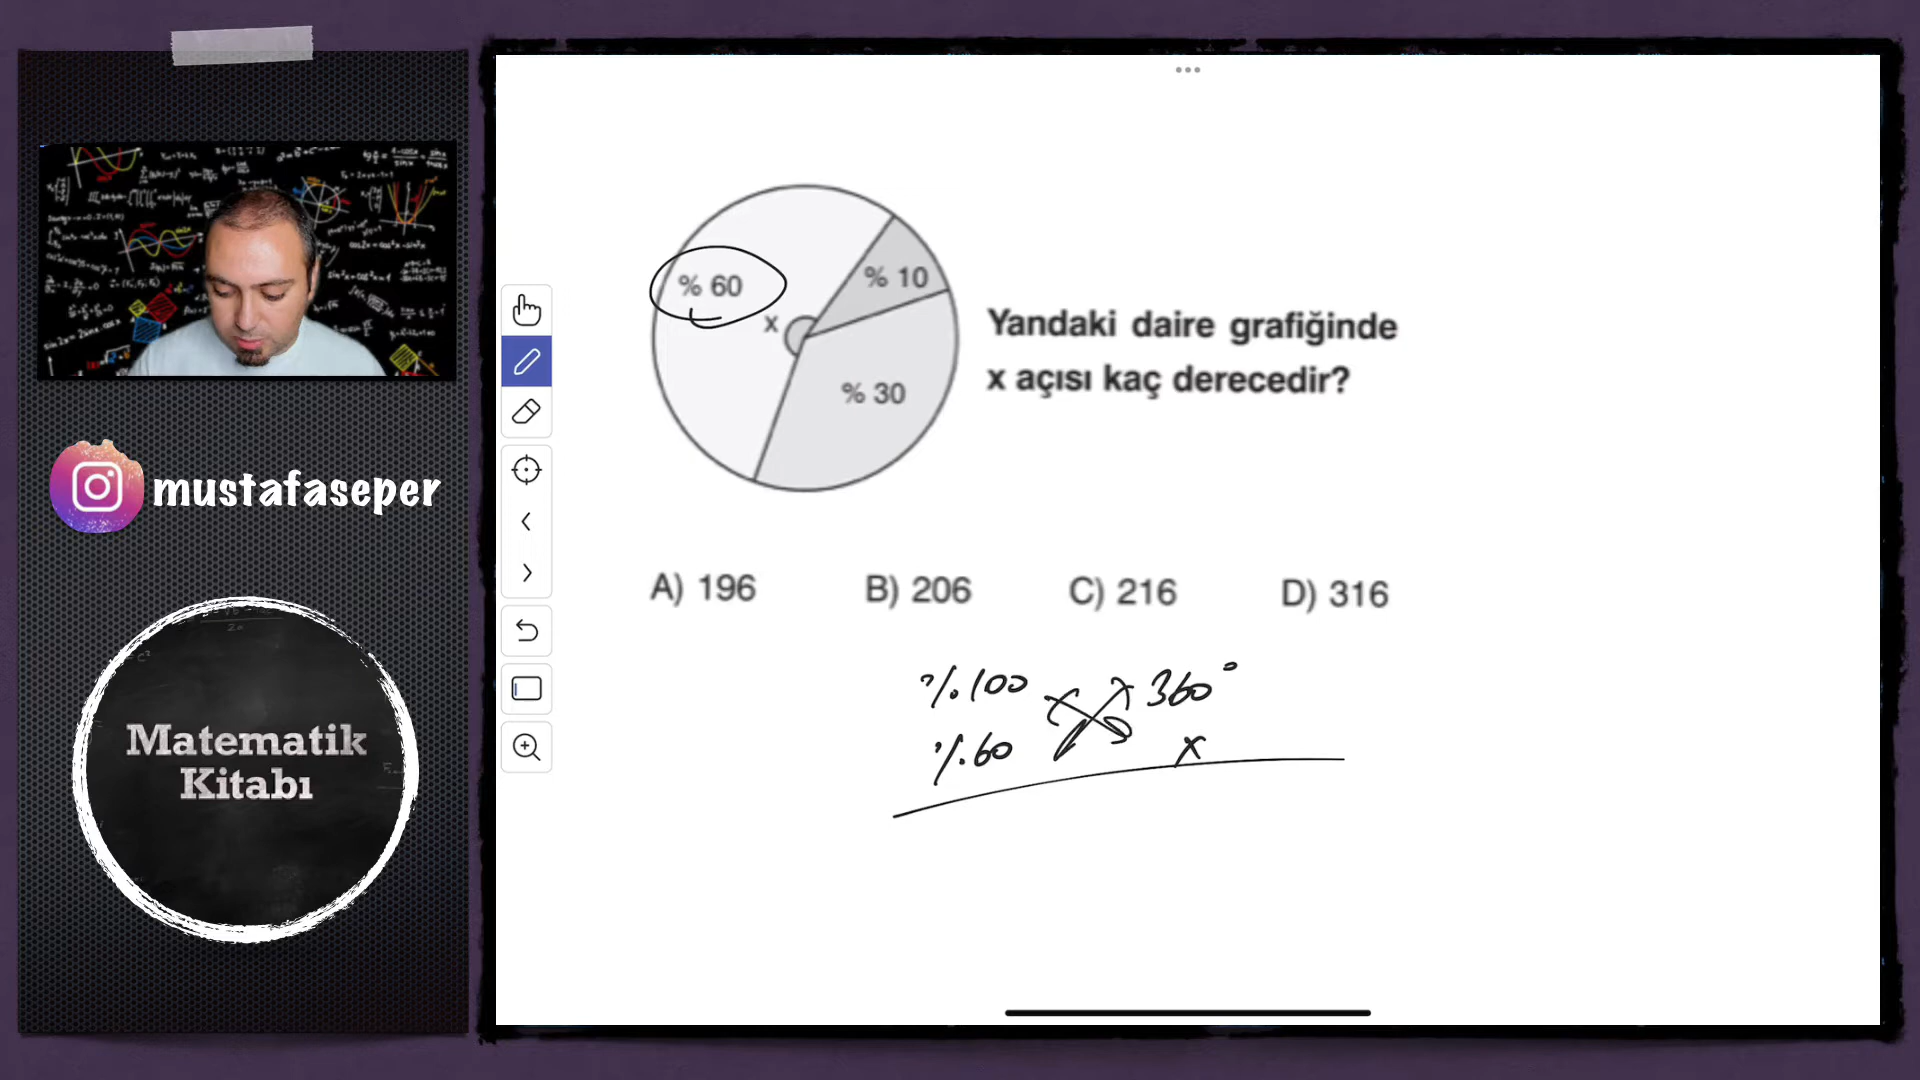 % 60
% 10
x
% 30
Yandaki daire grafiğinde
x açısı kaç derecedir?
A) 196 B) 206 C) 216 D) 316
%100 360°
%60 x
mustafaseper
Matematik
Kitabı